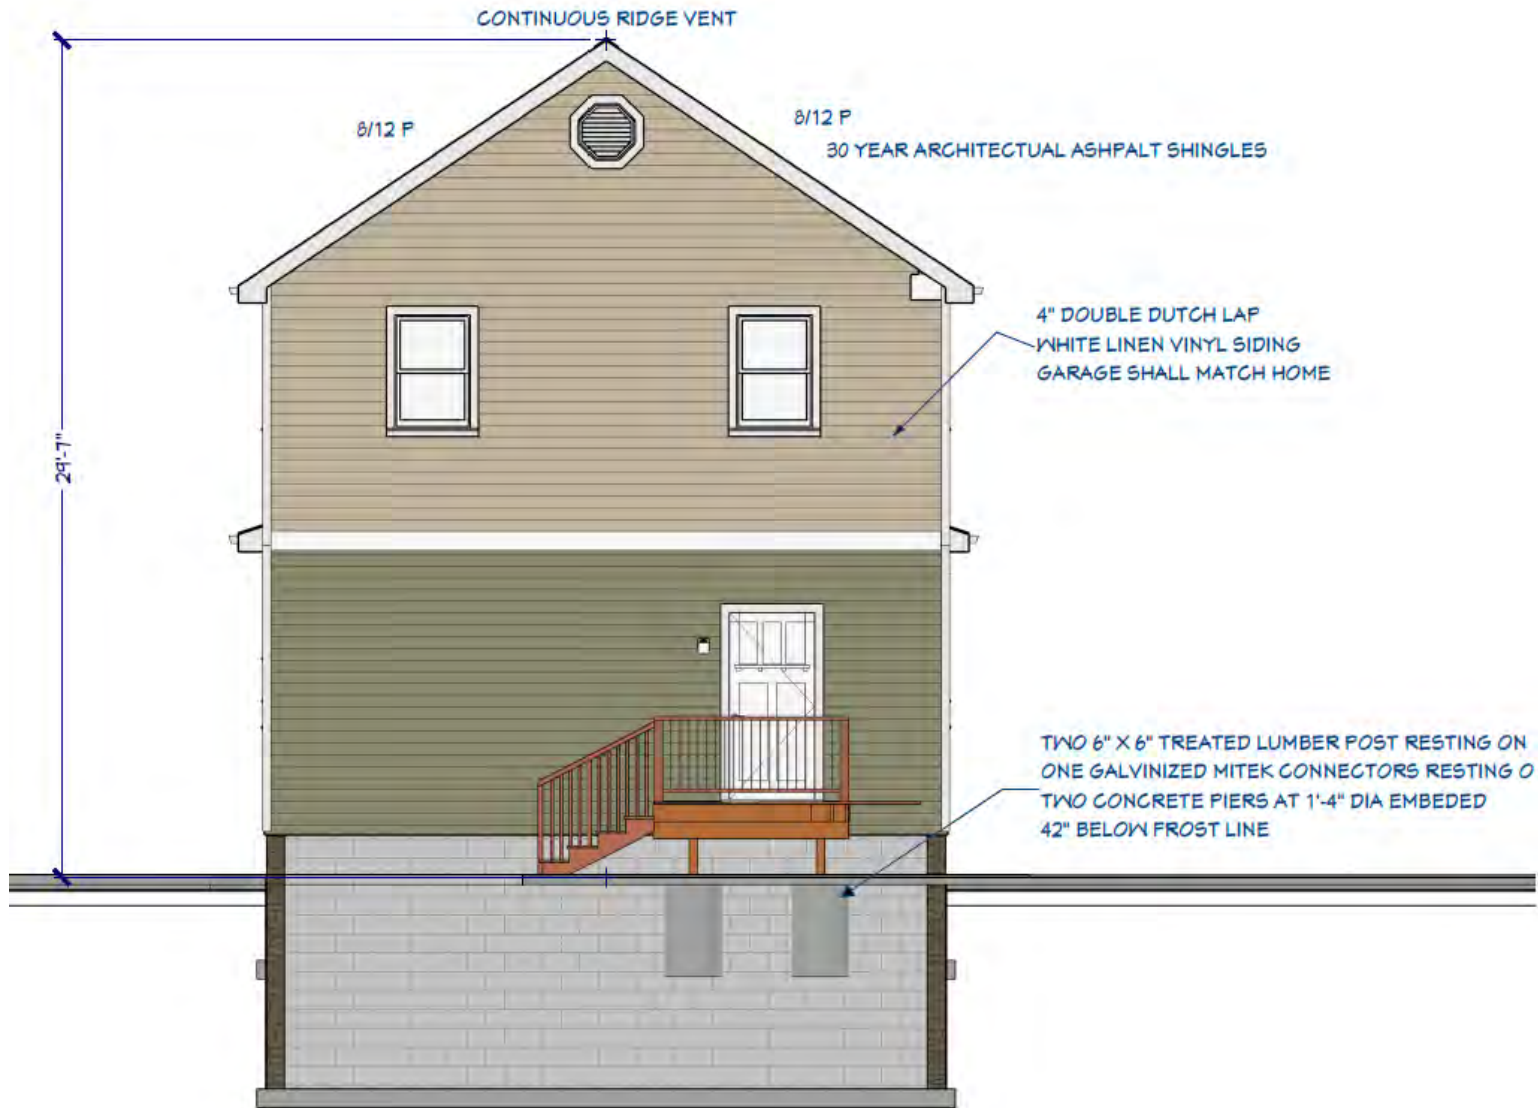 CONTINUOUS RIDGE VENT
8/12 P
8/12 P
30 YEAR ARCHITECTUAL ASHPALT SHINGLES
4" DOUBLE DUTCH LAP
WHITE LINEN VINYL SIDING
GARAGE SHALL MATCH HOME
29'-7"
TWO 6" X 6" TREATED LUMBER POST RESTING ON
ONE GALVINIZED MITEK CONNECTORS RESTING O
TWO CONCRETE PIERS AT 1'-4" DIA EMBEDED
42" BELOW FROST LINE